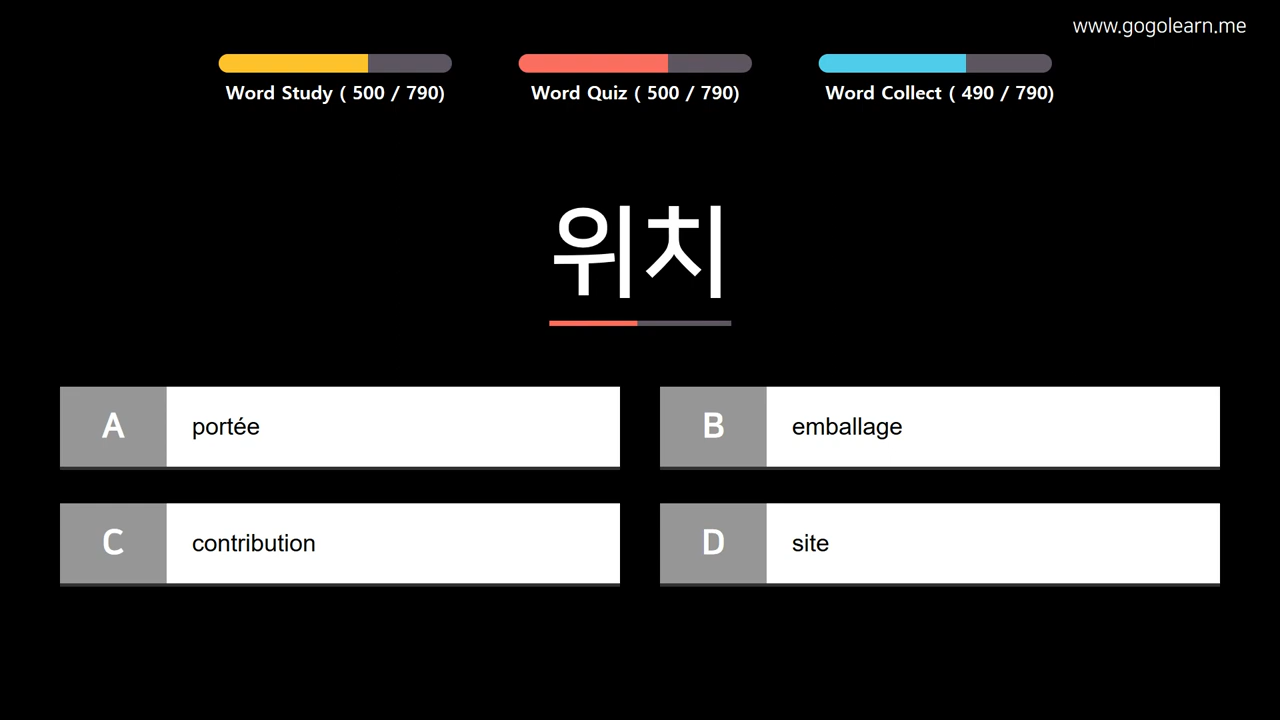 www.gogolearn.me
Word Study ( 500 / 790)
Word Quiz ( 500 / 790)
Word Collect ( 490 / 790)
위치
A portée
B emballage
C contribution
D site